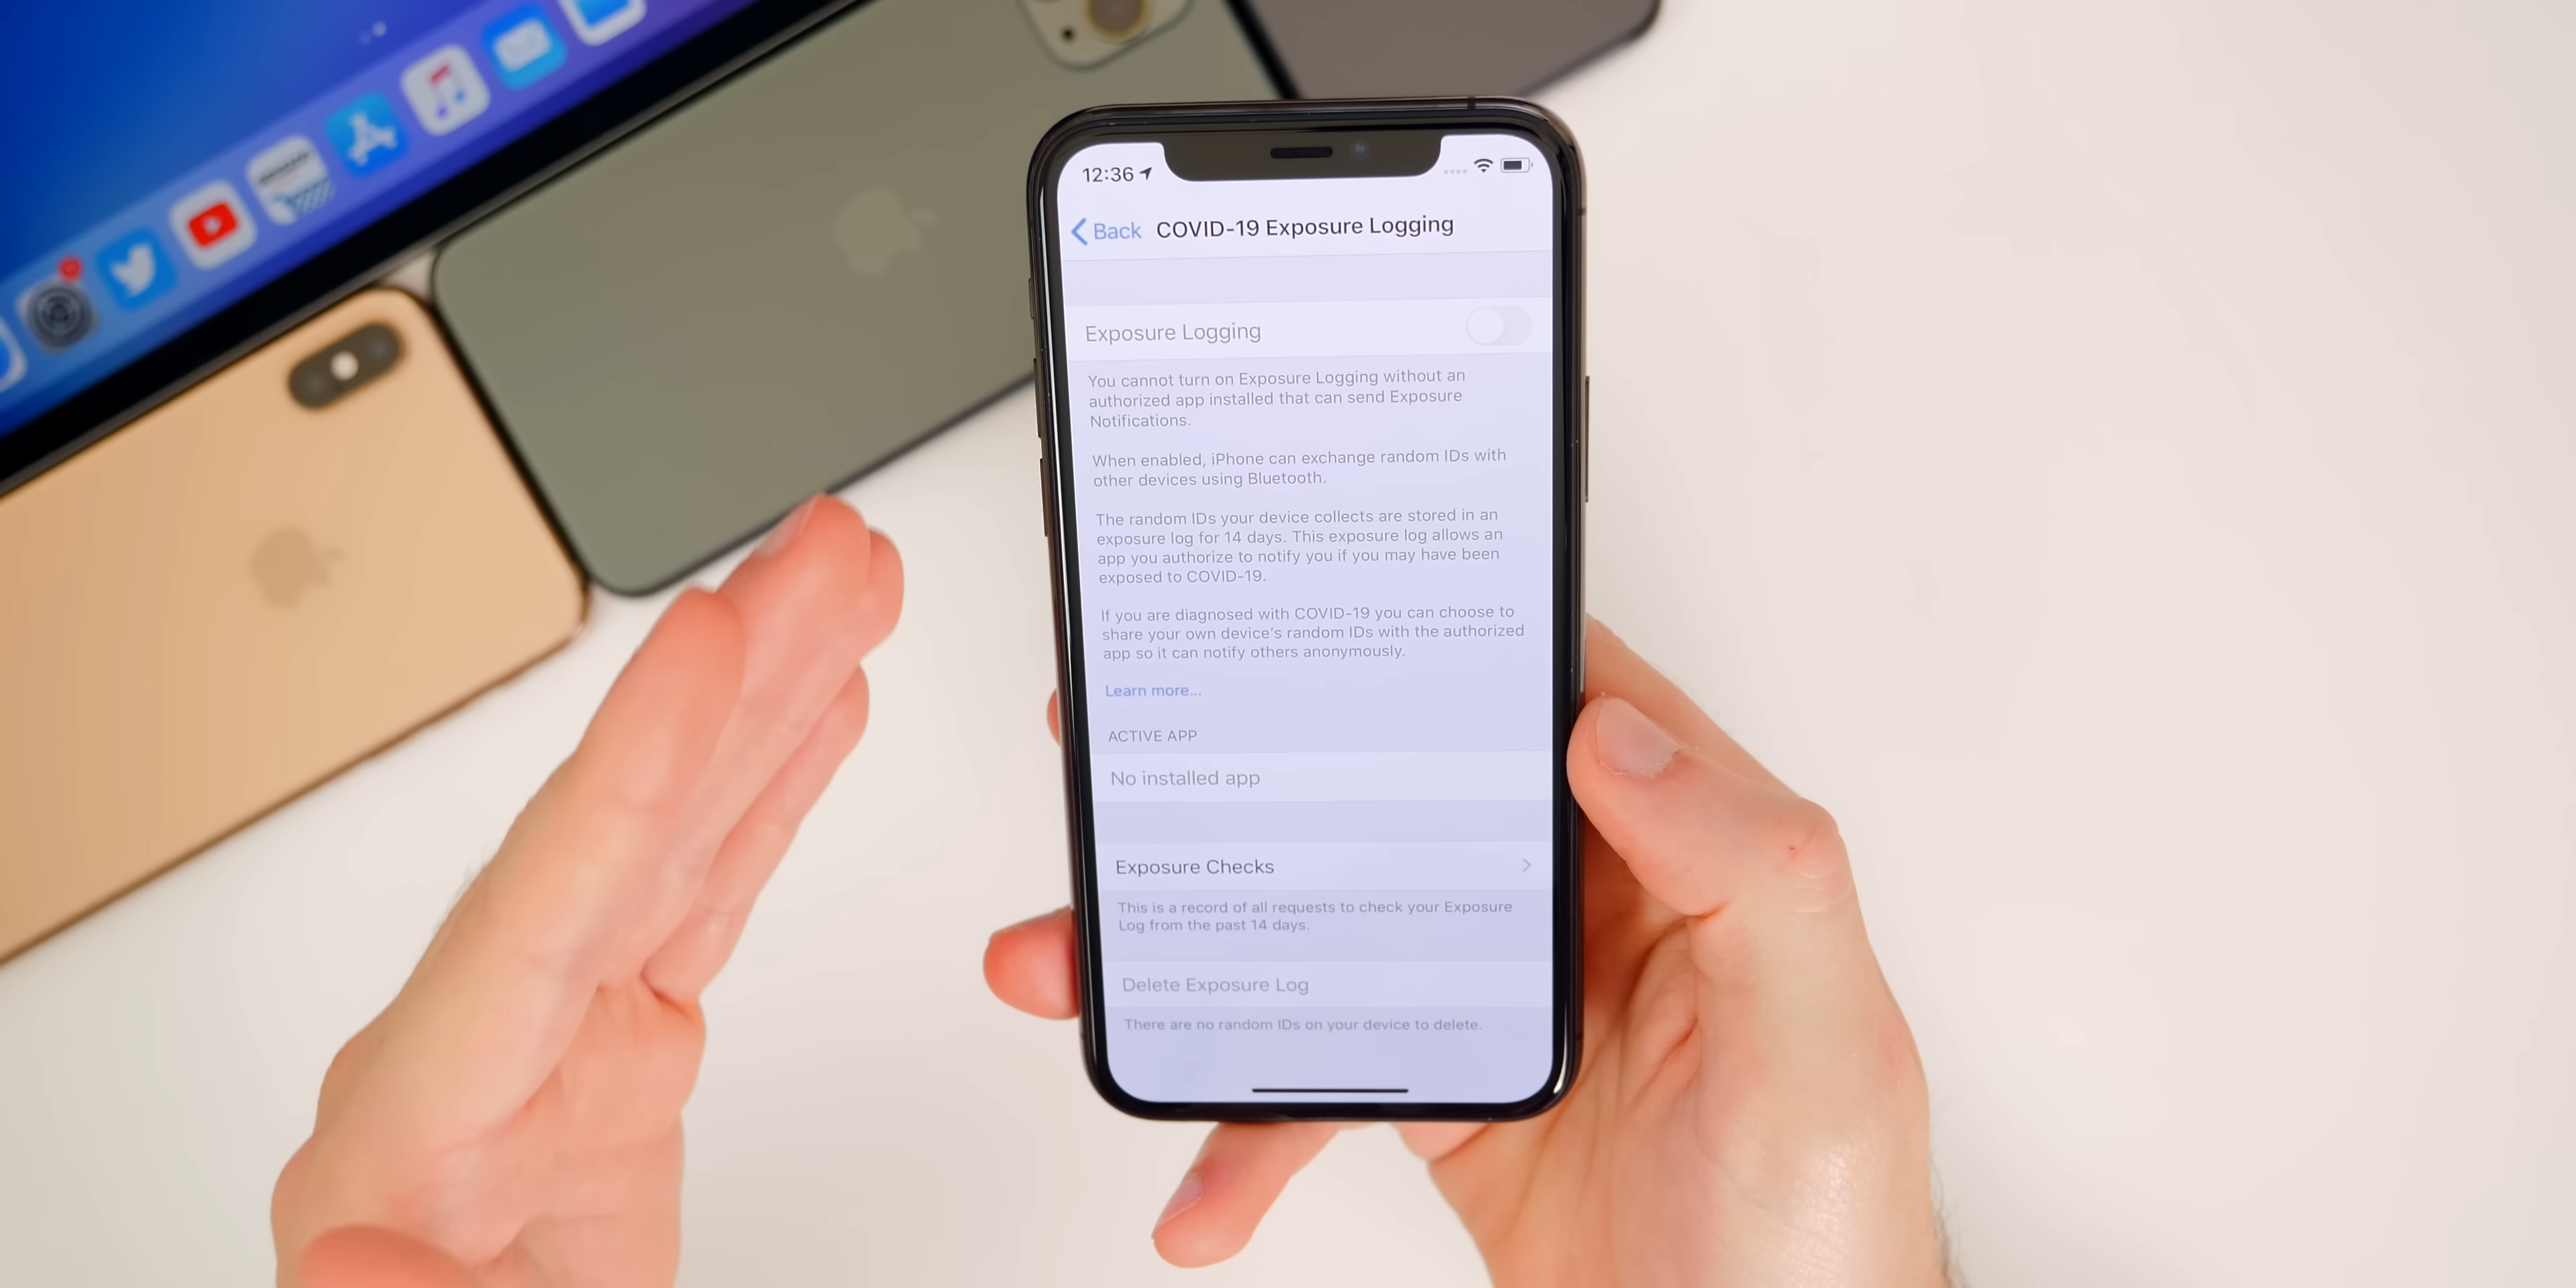 12:36
Back COVID-19 Exposure Logging
Exposure Logging
You cannot turn on Exposure Logging without an
authorized app installed that can send Exposure
Notifications.
When enabled, iPhone can exchange random IDs with
other devices using Bluetooth.
The random IDs your device collects are stored in an
exposure log for 14 days. This exposure log allows an
app you authorize to notify you if you may have been
exposed to COVID-19.
If you are diagnosed with COVID-19 you can choose to
share your own device's random IDs with the authorized
app so it can notify others anonymously.
Learn more...
ACTIVE APP
No installed app
Exposure Checks
This is a record of all requests to check your Exposure
Log from the past 14 days.
Delete Exposure Log
There are no random IDs on your device to delete.